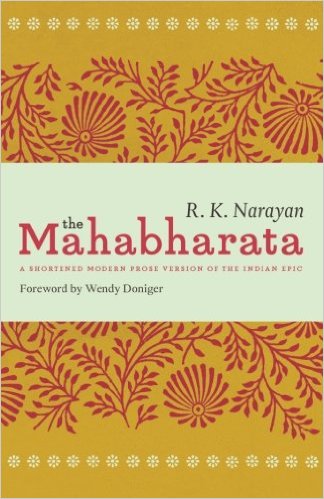 R. K. Narayan
the
Mahabharata
A SHORTENED MODERN PROSE VERSION OF THE INDIAN EPIC
Foreword by Wendy Doniger